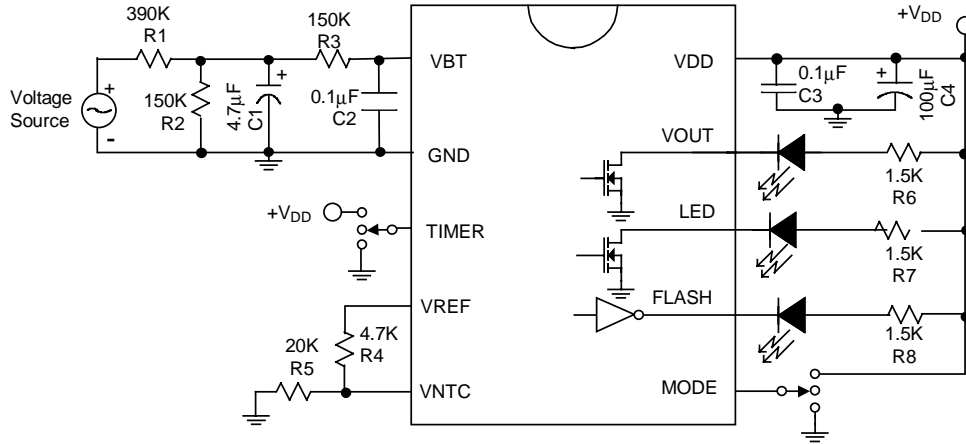 390K
R1
150K
R3
VBT
VDD
+VDD
0.1µF
C3
100µF
C4
Voltage
Source
+
-
150K
R2
+
4.7µF
C1
0.1µF
C2
+
GND
VOUT
1.5K
R6
+VDD
TIMER
LED
1.5K
R7
VREF
FLASH
4.7K
R4
1.5K
R8
20K
R5
VNTC
MODE